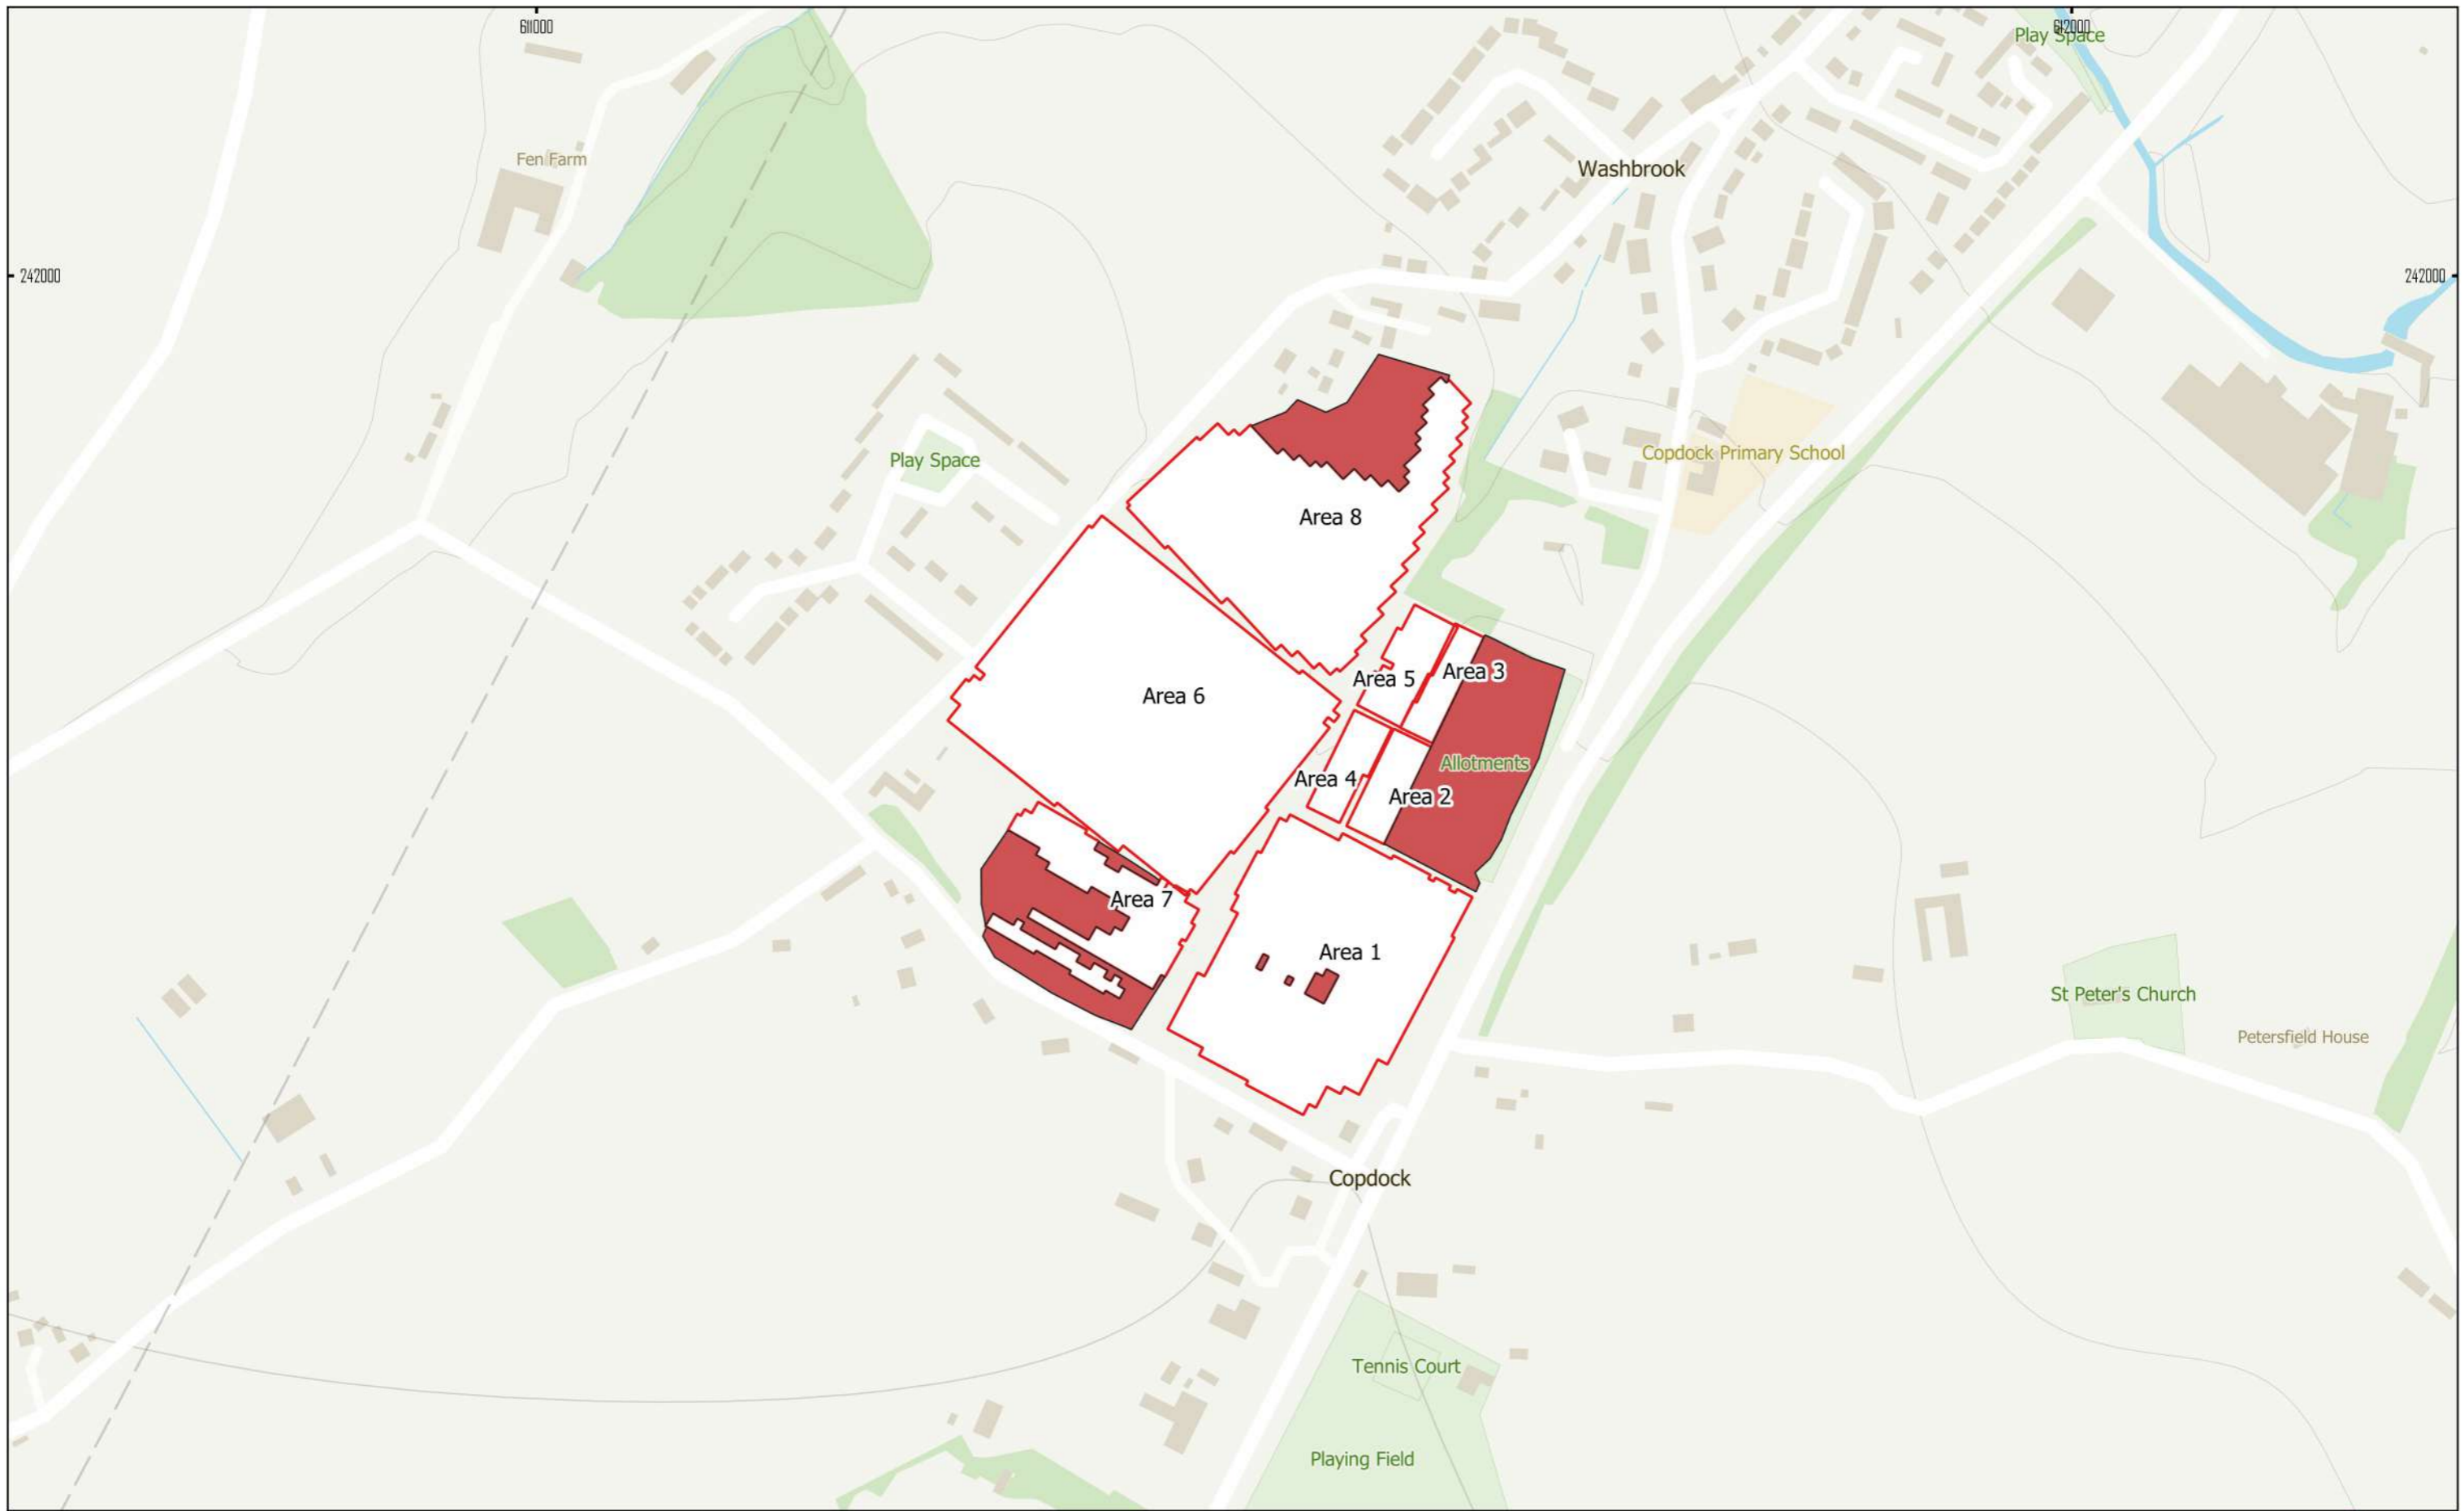 611000
612000
Play Space
Fen Farm
Washbrook
242000
242000
Play Space
Copdock Primary School
Area 8
Area 3
Area 5
Area 6
Allotments
Area 4
Area 2
Area 7
Area 1
St Peter's Church
Petersfield House
Copdock
Tennis Court
Playing Field